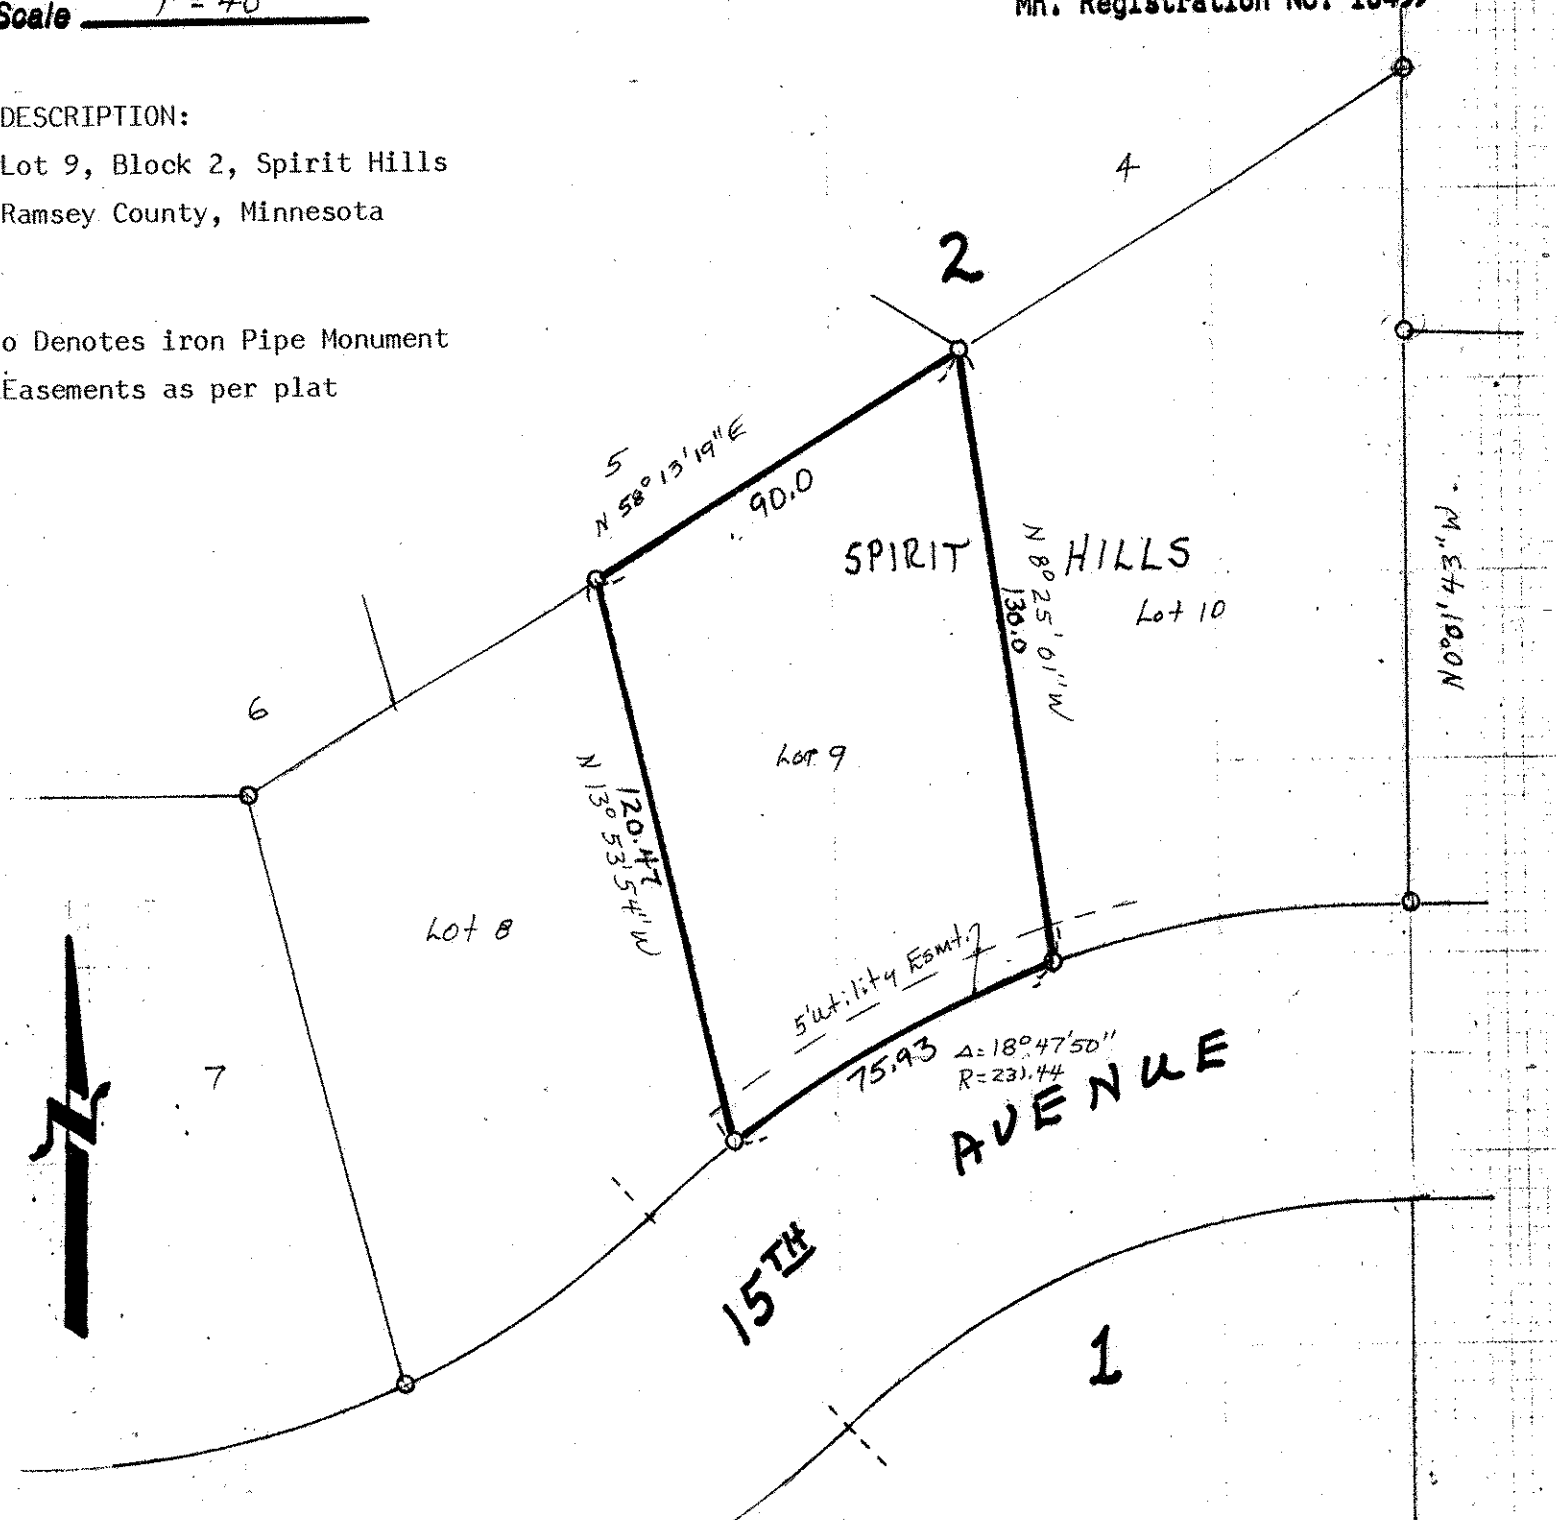 Scale 1" = 40'
Mn. Registration No.
DESCRIPTION:
Lot 9, Block 2, Spirit Hills
Ramsey County, Minnesota
o Denotes iron Pipe Monument
Easements as per plat
4
2
5
N 58° 13' 19" E
90.0
SPIRIT HILLS
N 8° 25' 01" W
130.0
Lot 10
N00°18'43"W.
6
Lot 9
120.47
N 13° 53' 54" W
Lot 8
5' utility Esmt.
75.93
Δ=18°47'50"
R=231.44
7
15TH AVENUE
1